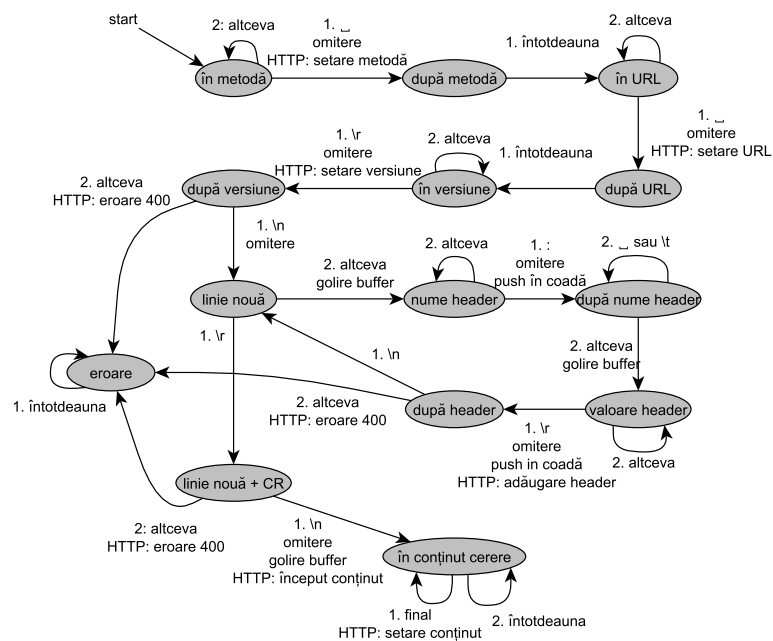 start
2: altceva
1. ␣
omitere
HTTP: setare metodă
1. întotdeauna
2. altceva
în metodă
după metodă
în URL
1. ␣
omitere
HTTP: setare URL
1. \r
omitere
HTTP: setare versiune
2. altceva
1. întotdeauna
2. altceva
HTTP: eroare 400
după versiune
în versiune
după URL
1. \n
omitere
2. altceva
golire buffer
2. altceva
1. :
omitere
push în coadă
2. ␣ sau \t
linie nouă
nume header
după nume header
1. \r
1. \n
2. altceva
golire buffer
eroare
1. întotdeauna
2. altceva
HTTP: eroare 400
după header
valoare header
1. \r
omitere
push in coadă
HTTP: adăugare header
2. altceva
linie nouă + CR
2: altceva
HTTP: eroare 400
1. \n
omitere
golire buffer
HTTP: început conținut
în conținut cerere
1. final
HTTP: setare conținut
2. întotdeauna